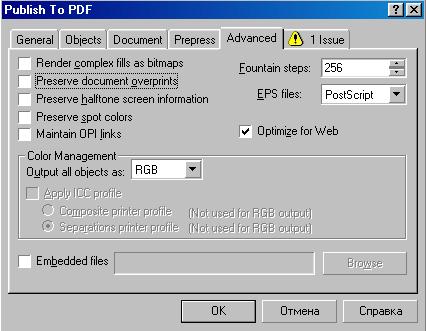 Publish To PDF
General Objects Document Prepress Advanced 1 Issue
Render complex fills as bitmaps
Preserve document overprints
Preserve halftone screen information
Preserve spot colors
Maintain OPI links
Fountain steps: 256
EPS files: PostScript
Optimize for Web
Color Management
Output all objects as: RGB
Apply ICC profile
Composite printer profile (Not used for RGB output)
Separations printer profile (Not used for RGB output)
Embedded files Browse
OK Отмена Справка